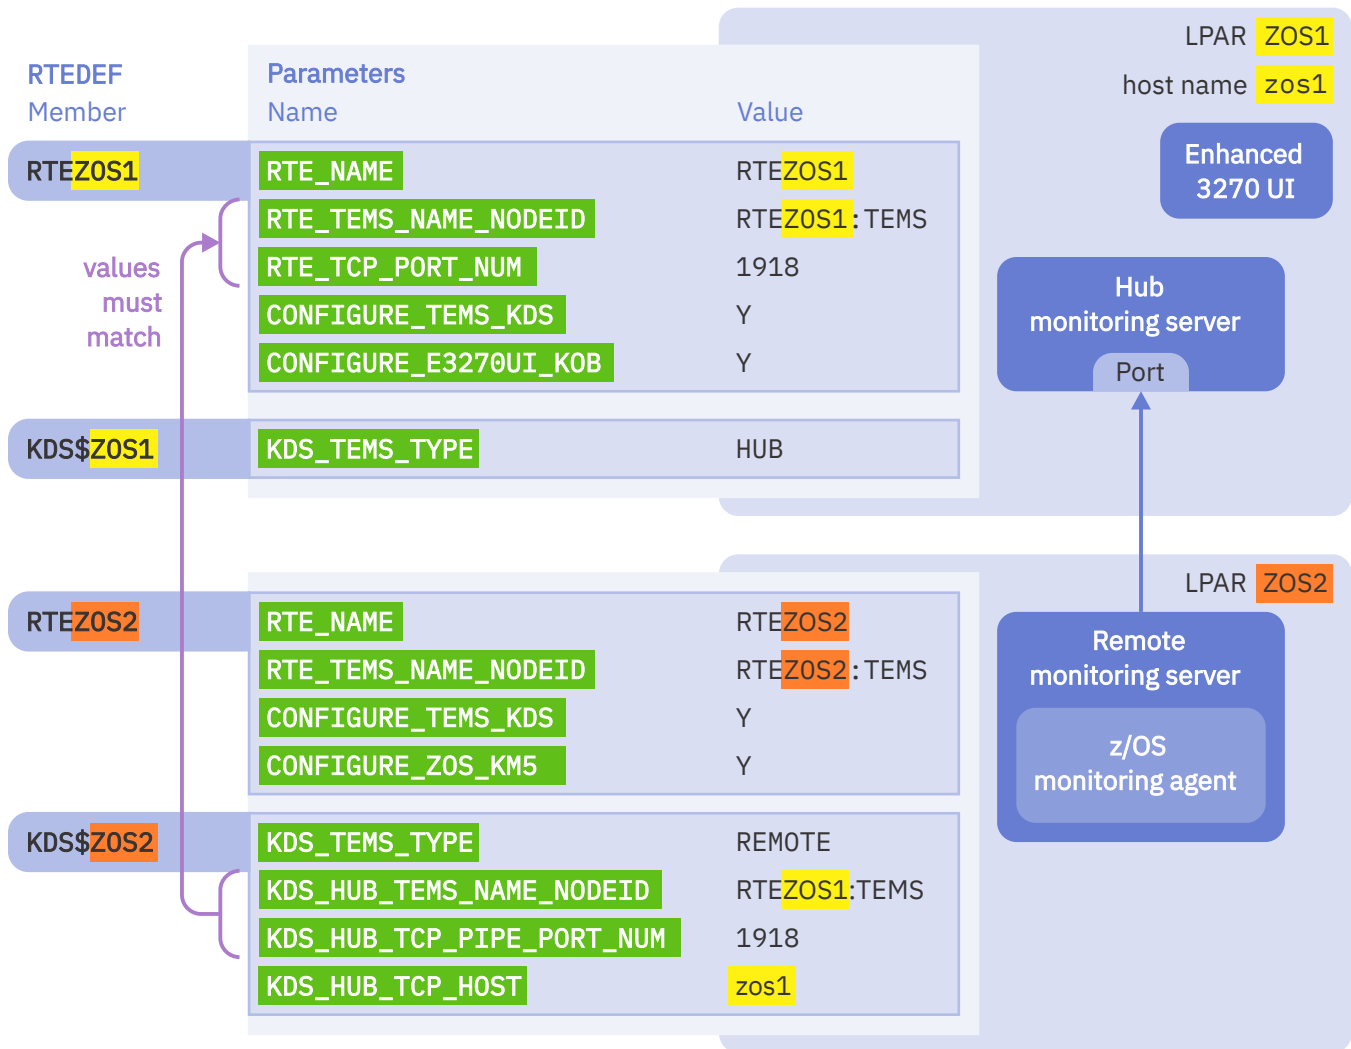 LPAR ZOS1
host name zos1
Enhanced
3270 UI
Hub
monitoring server
Port
RTEDEF Parameters
Member Name Value
RTEZOS1 RTE_NAME RTEZOS1
RTE_TEMS_NAME_NODEID RTEZOS1:TEMS
RTE_TCP_PORT_NUM 1918
CONFIGURE_TEMS_KDS Y
CONFIGURE_E3270UI_KOB Y
values
must
match
KDS$ZOS1 KDS_TEMS_TYPE HUB
LPAR ZOS2
Remote
monitoring server
z/OS
monitoring agent
RTEZOS2 RTE_NAME RTEZOS2
RTE_TEMS_NAME_NODEID RTEZOS2:TEMS
CONFIGURE_TEMS_KDS Y
CONFIGURE_ZOS_KM5 Y
KDS$ZOS2 KDS_TEMS_TYPE REMOTE
KDS_HUB_TEMS_NAME_NODEID RTEZOS1:TEMS
KDS_HUB_TCP_PIPE_PORT_NUM 1918
KDS_HUB_TCP_HOST zos1